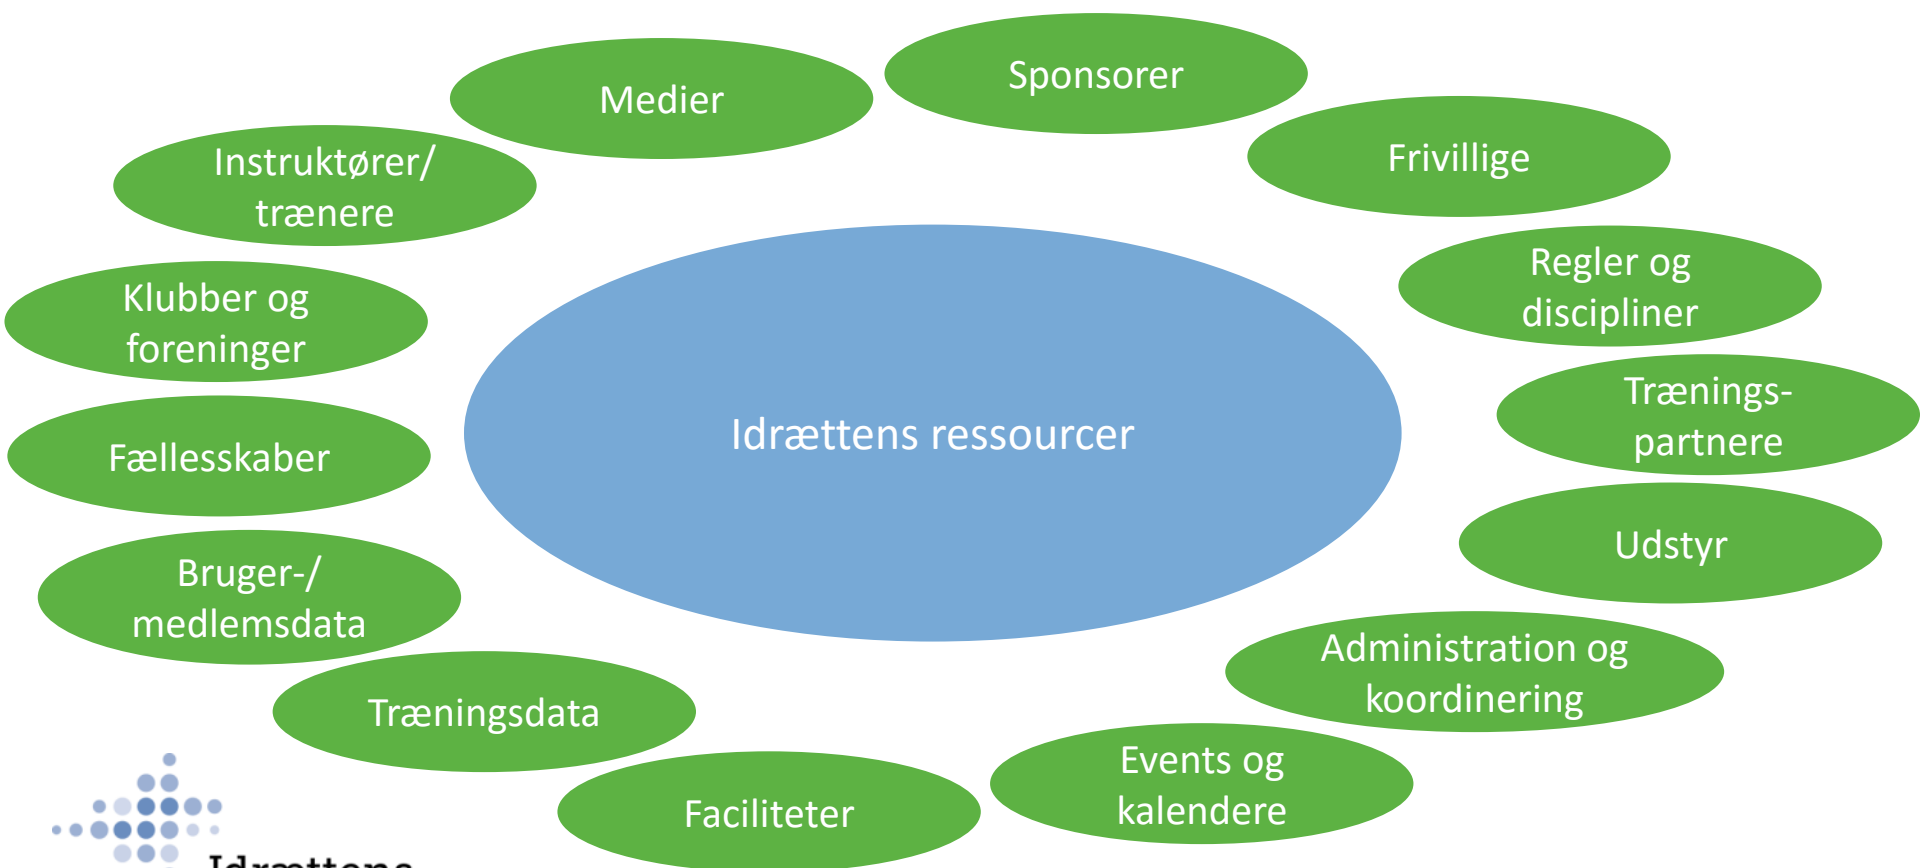 Sponsorer
Medier
Frivillige
Instruktører/
trænere
Regler og
discipliner
Klubber og
foreninger
Trænings-
partnere
Idrættens ressourcer
Fællesskaber
Udstyr
Bruger-/
medlemsdata
Administration og
koordinering
Træningsdata
Events og
kalendere
Faciliteter
Idrættens